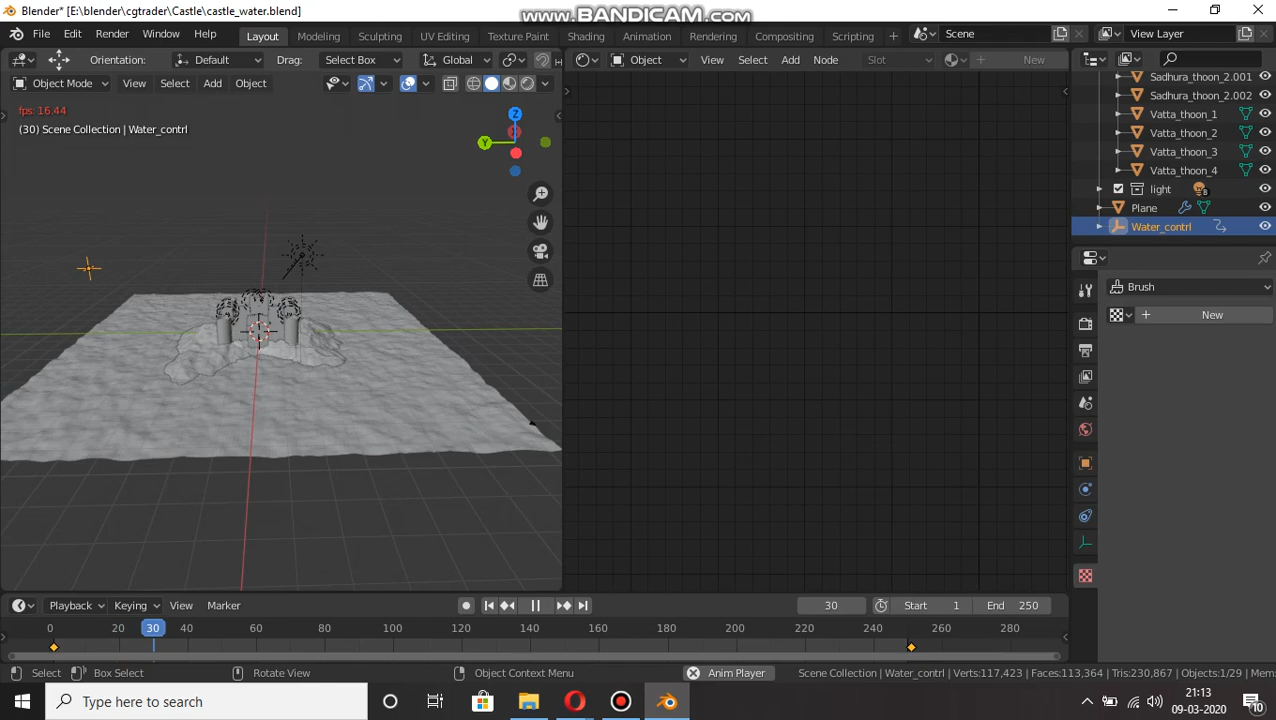 Blender* [E:\blender\cgtrader\Castle\castle_water.blend]
www.BANDICAM.com
File Edit Render Window Help Layout Modeling Sculpting UV Editing Texture Paint Shading Animation Rendering Compositing Scripting Scene View Layer
Orientation: Default Drag: Select Box Global Object View Select Add Node Slot New
Object Mode View Select Add Object
fps: 16.44
(30) Scene Collection | Water_contrl
Z
Y
Sadhura_thoon_2.001
Sadhura_thoon_2.002
Vatta_thoon_1
Vatta_thoon_2
Vatta_thoon_3
Vatta_thoon_4
light
Plane
Water_contrl
Brush
New
Playback Keying View Marker 30 Start 1 End 250
0 20 30 40 60 80 100 120 140 160 180 200 220 240 260 280
Select Box Select Rotate View Object Context Menu Anim Player Scene Collection | Water_contrl | Verts:117,423 | Faces:113,364 | Tris:230,867 | Objects:1/29 | Mem:
Type here to search
21:13
09-03-2020
10